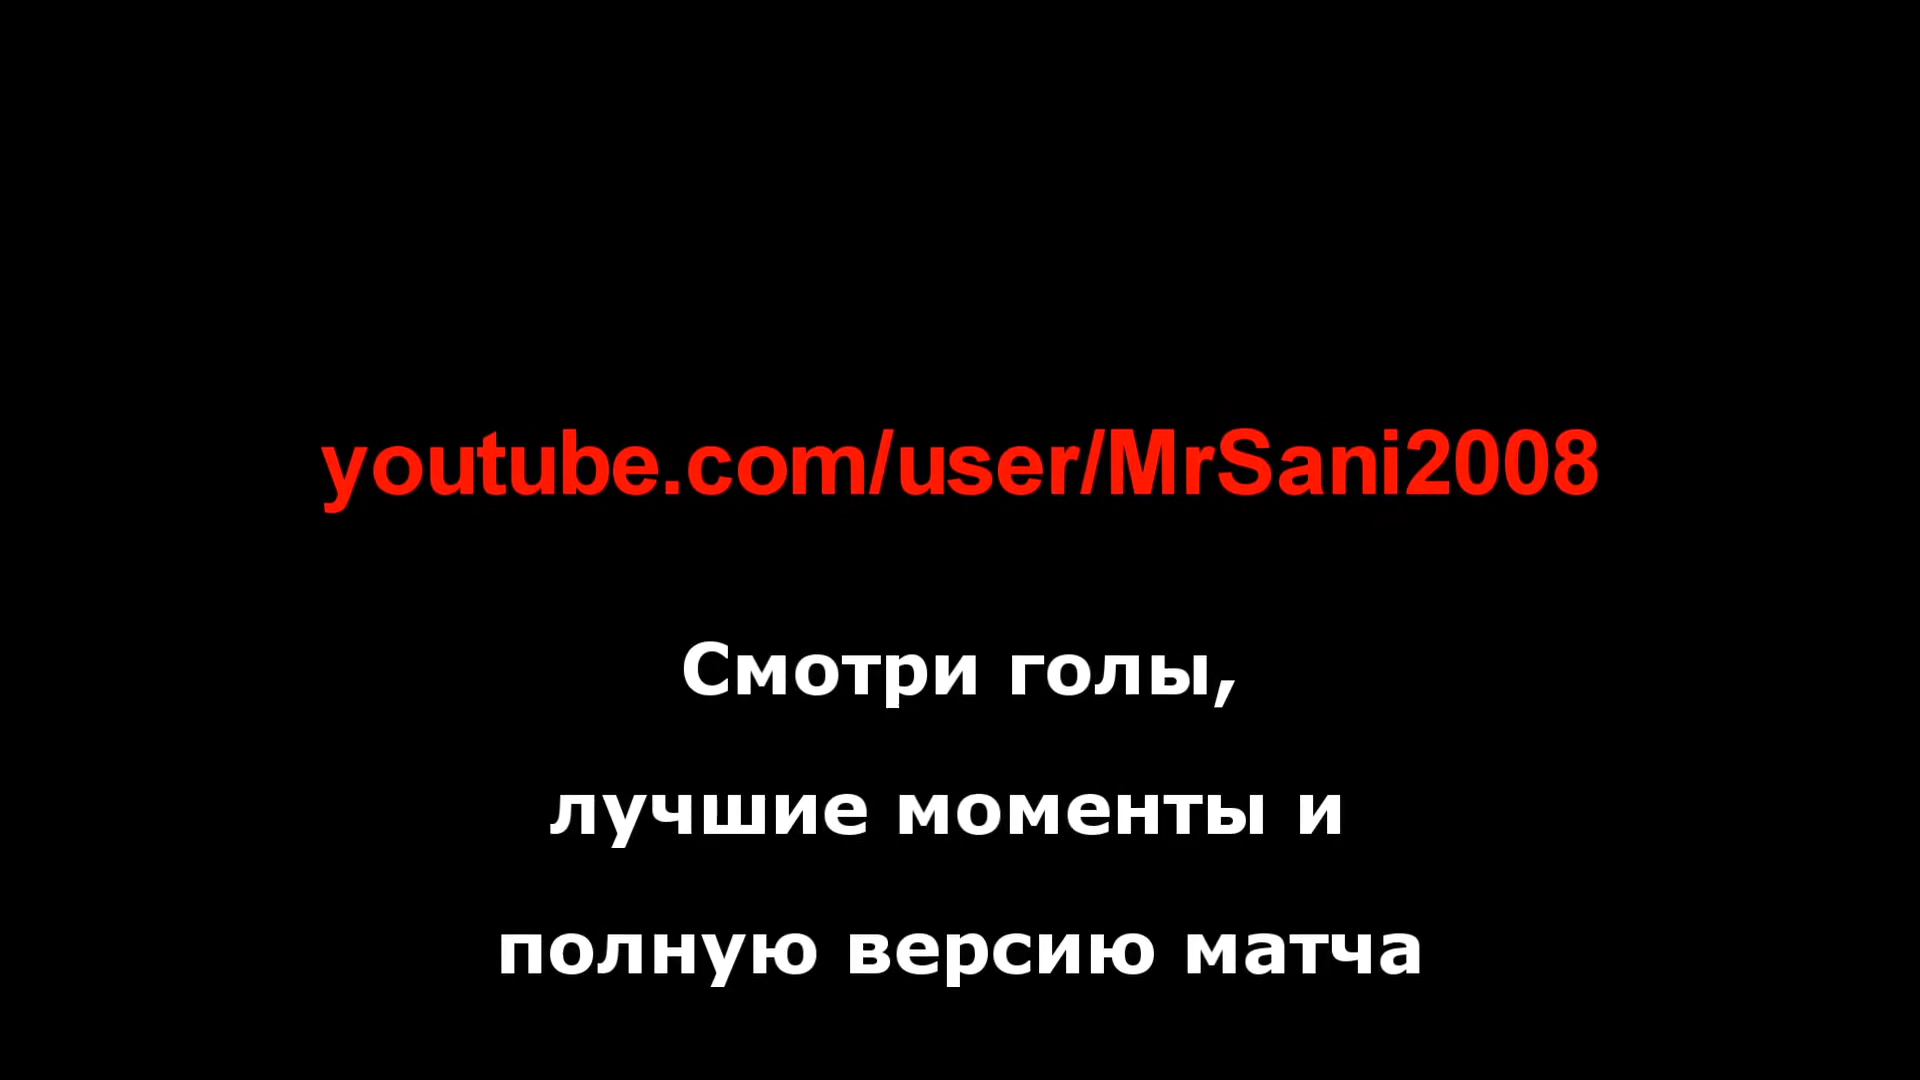 youtube.com/user/MrSani2008
Смотри голы,
лучшие моменты и
полную версию матча